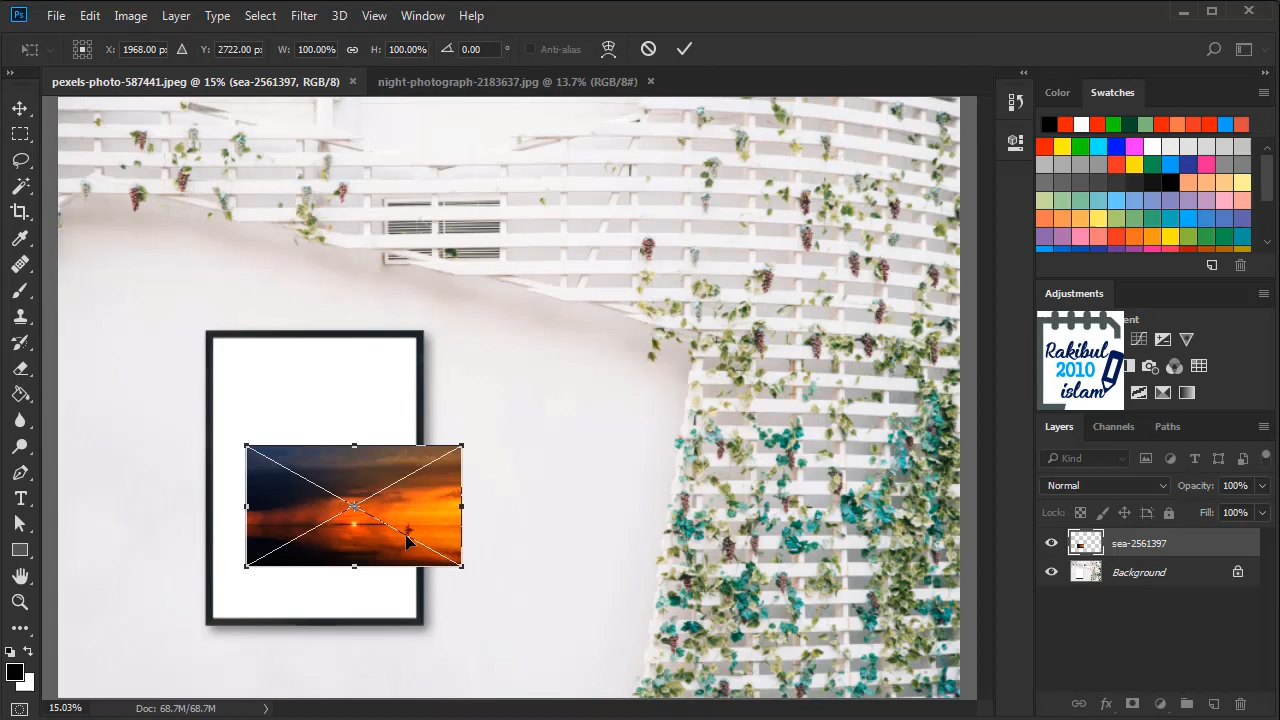 Ps File Edit Image Layer Type Select Filter 3D View Window Help
X: 1968.00 px Y: 2722.00 px W: 100.00% H: 100.00% 0.00 ° Anti-alias
pexels-photo-587441.jpeg @ 15% (sea-2561397, RGB/8) × night-photograph-2183637.jpg @ 13.7% (RGB/8#) ×
Color Swatches
Adjustments
Rakibul
2010
islam
Layers Channels Paths
Kind
Normal Opacity: 100%
Lock: Fill: 100%
sea-2561397
Background
15.03% Doc: 68.7M/68.7M